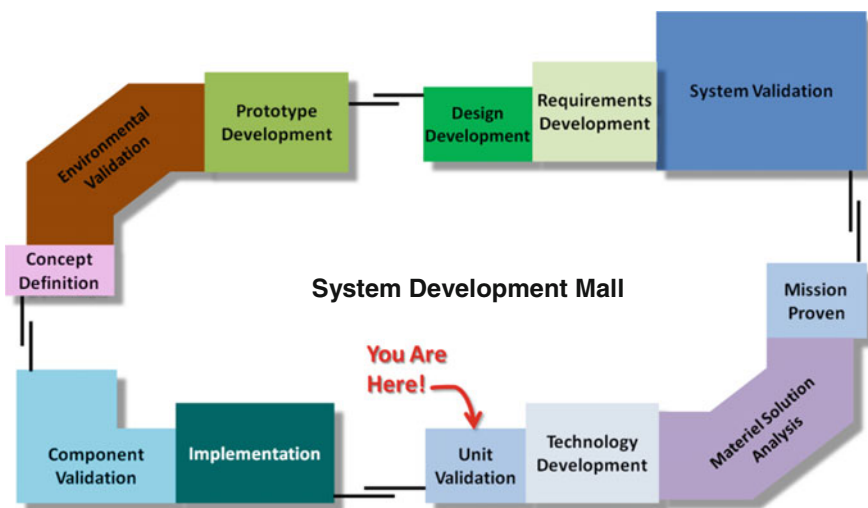 Environmental
Validation
Prototype
Development
Design
Development
Requirements
Development
System Validation
Concept
Definition
System Development Mall
Mission
Proven
You Are
Here!
Component
Validation
Implementation
Unit
Validation
Technology
Development
Materiel Solution
Analysis